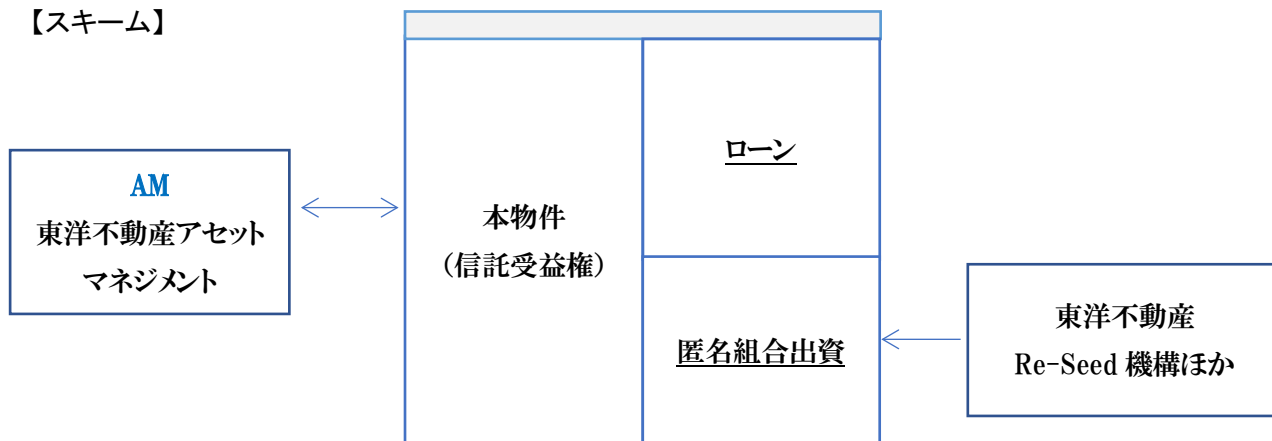 【スキーム】
ローン
AM
東洋不動産アセット
マネジメント
本物件
（信託受益権）
匿名組合出資
東洋不動産
Re-Seed 機構ほか